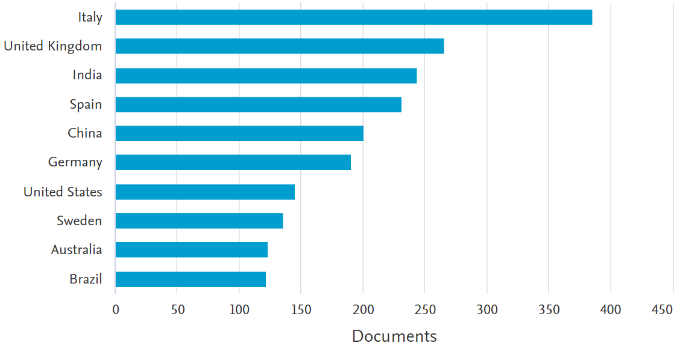 Italy
United Kingdom
India
Spain
China
Germany
United States
Sweden
Australia
Brazil
0 50 100 150 200 250 300 350 400 450
Documents